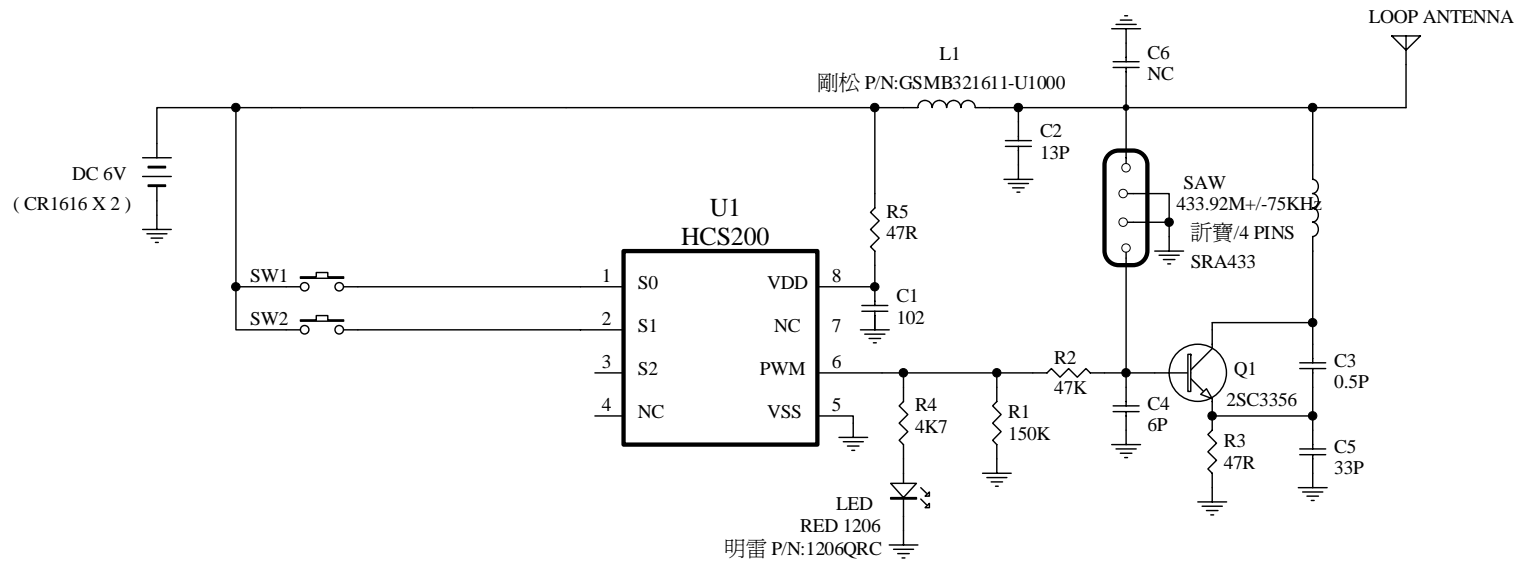 LOOP ANTENNA
C6
NC
L1
剛松 P/N:GSMB321611-U1000
C2
13P
DC 6V
( CR1616 X 2 )
SAW
433.92M+/-75KHz
訢寶/4 PINS
SRA433
R5
47R
U1
HCS200
SW1
1
S0
VDD
8
C1
102
SW2
2
S1
NC
7
3
S2
PWM
6
4
NC
VSS
5
R2
47K
R4
4K7
R1
150K
C4
6P
Q1
2SC3356
C3
0.5P
R3
47R
C5
33P
LED
RED 1206
明雷 P/N:1206QRC